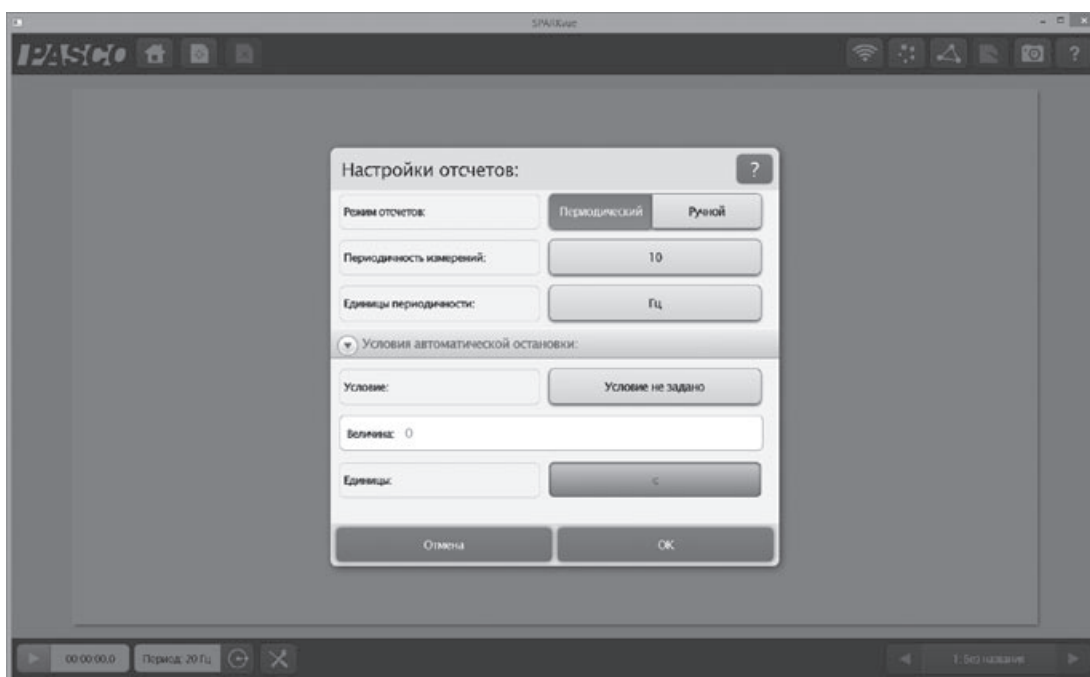 SPARKvue
PASCO
?
Настройки отсчетов:
?
Режим отсчетов:
Периодический
Ручной
Периодичность измерений:
10
Единицы периодичности:
Гц
Условия автоматической остановки:
Условие:
Условие не задано
Величина: 0
Единицы:
с
Отмена
OK
00:00:00.0
Период: 20 Гц
1: Без названия